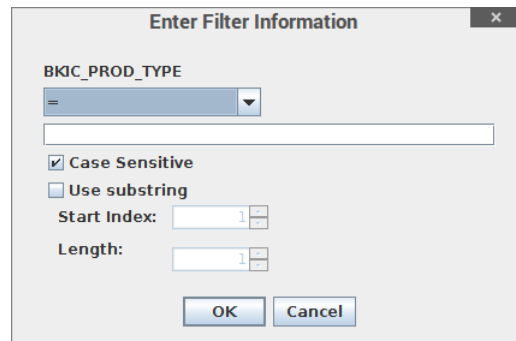 Enter Filter Information
BKIC_PROD_TYPE
=
Case Sensitive
Use substring
Start Index: 1
Length: 1
OK Cancel